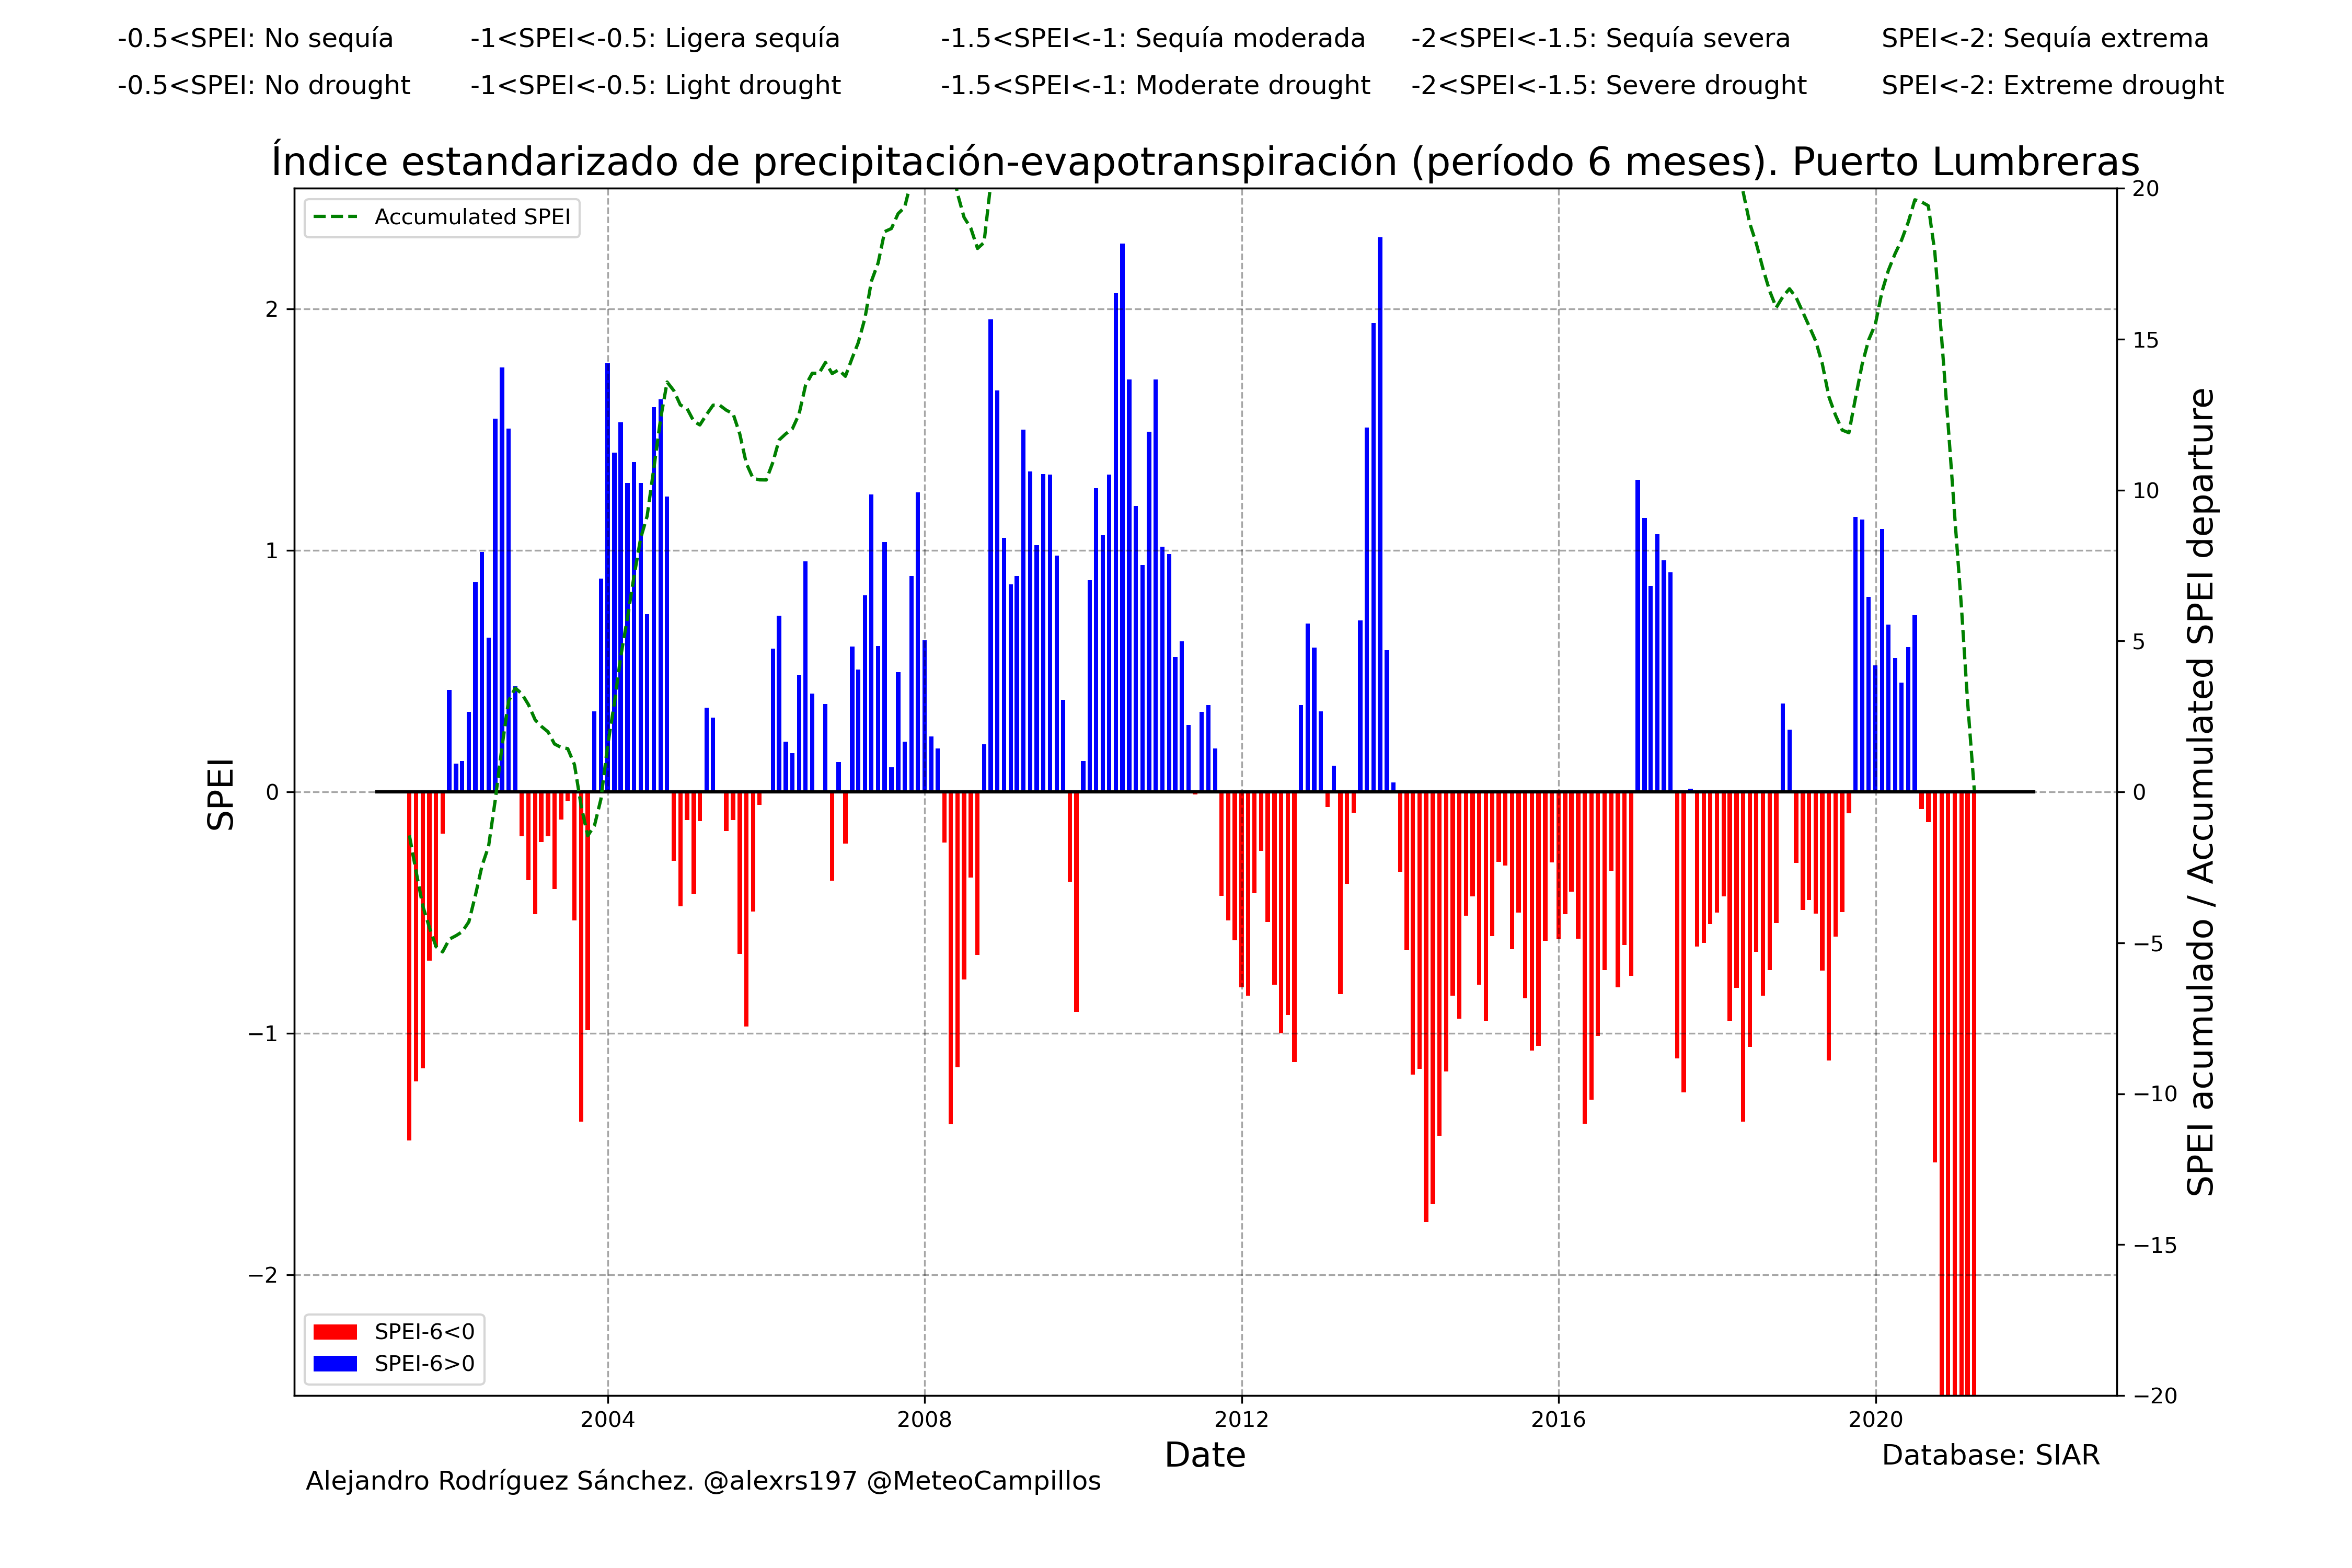 -0.5<SPEI: No sequía -1<SPEI<-0.5: Ligera sequía -1.5<SPEI<-1: Sequía moderada -2<SPEI<-1.5: Sequía severa SPEI<-2: Sequía extrema
-0.5<SPEI: No drought -1<SPEI<-0.5: Light drought -1.5<SPEI<-1: Moderate drought -2<SPEI<-1.5: Severe drought SPEI<-2: Extreme drought
Índice estandarizado de precipitación-evapotranspiración (período 6 meses). Puerto Lumbreras
Accumulated SPEI
2
1
0
−1
−2
SPEI
20
15
10
5
0
−5
−10
−15
−20
SPEI acumulado / Accumulated SPEI departure
SPEI-6<0
SPEI-6>0
2004 2008 2012 2016 2020
Date
Database: SIAR
Alejandro Rodríguez Sánchez. @alexrs197 @MeteoCampillos